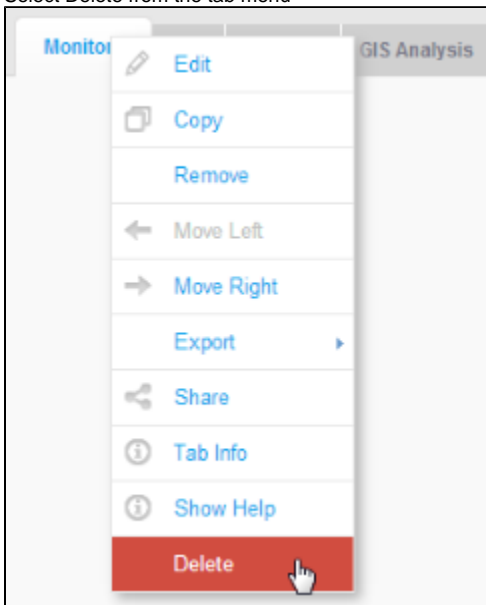 Select Delete from the tab menu
Monitor
GIS Analysis
Edit
Copy
Remove
Move Left
Move Right
Export
Share
Tab Info
Show Help
Delete